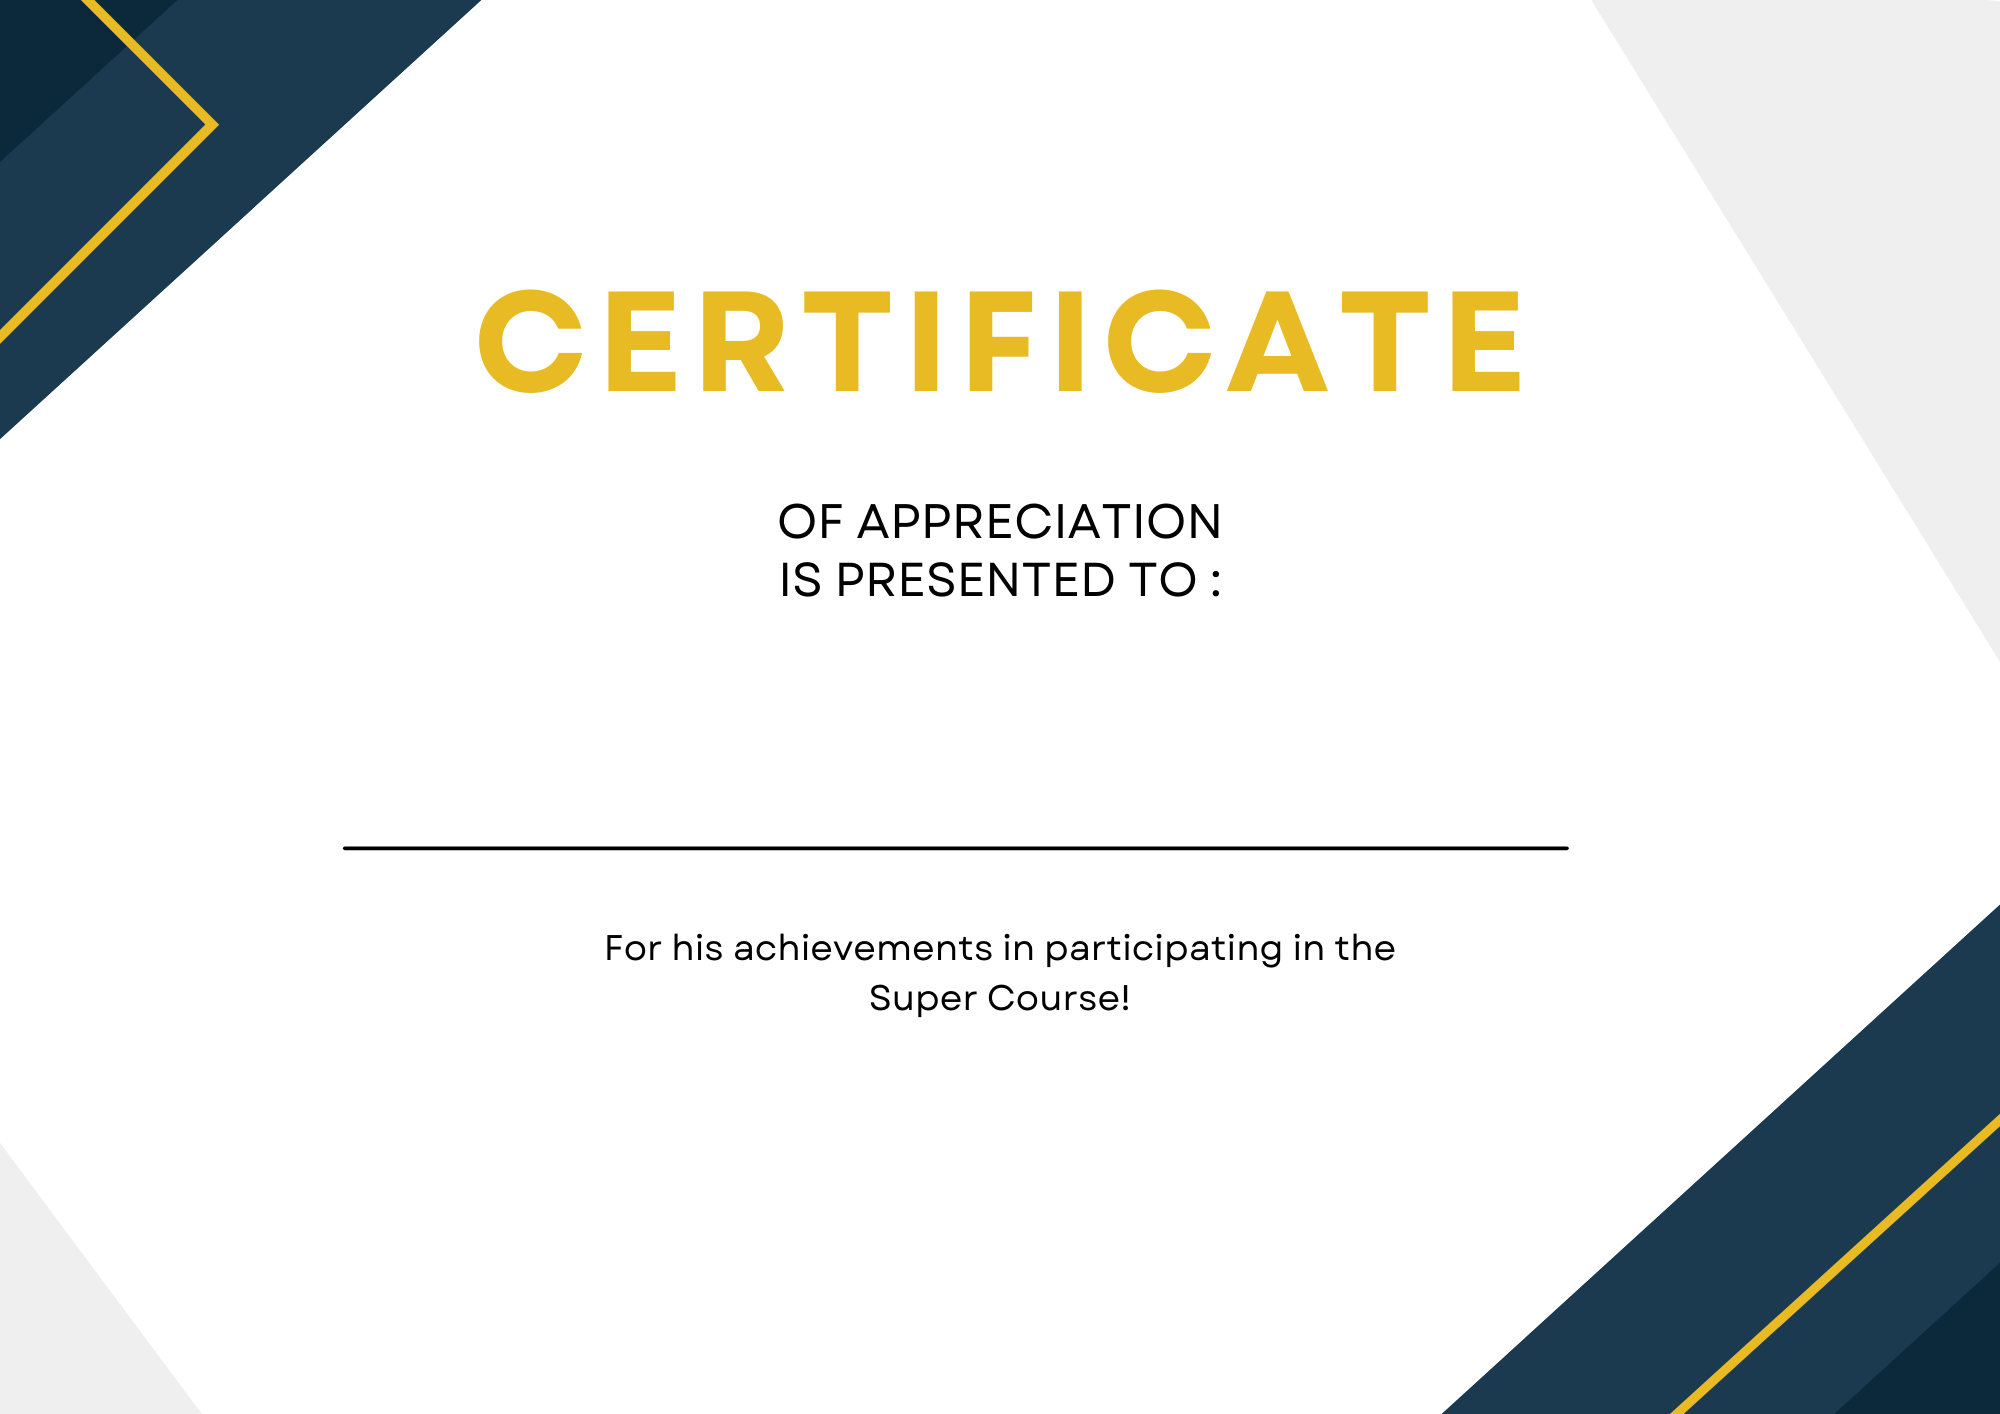 CERTIFICATE
OF APPRECIATION
IS PRESENTED TO :
For his achievements in participating in the
Super Course!